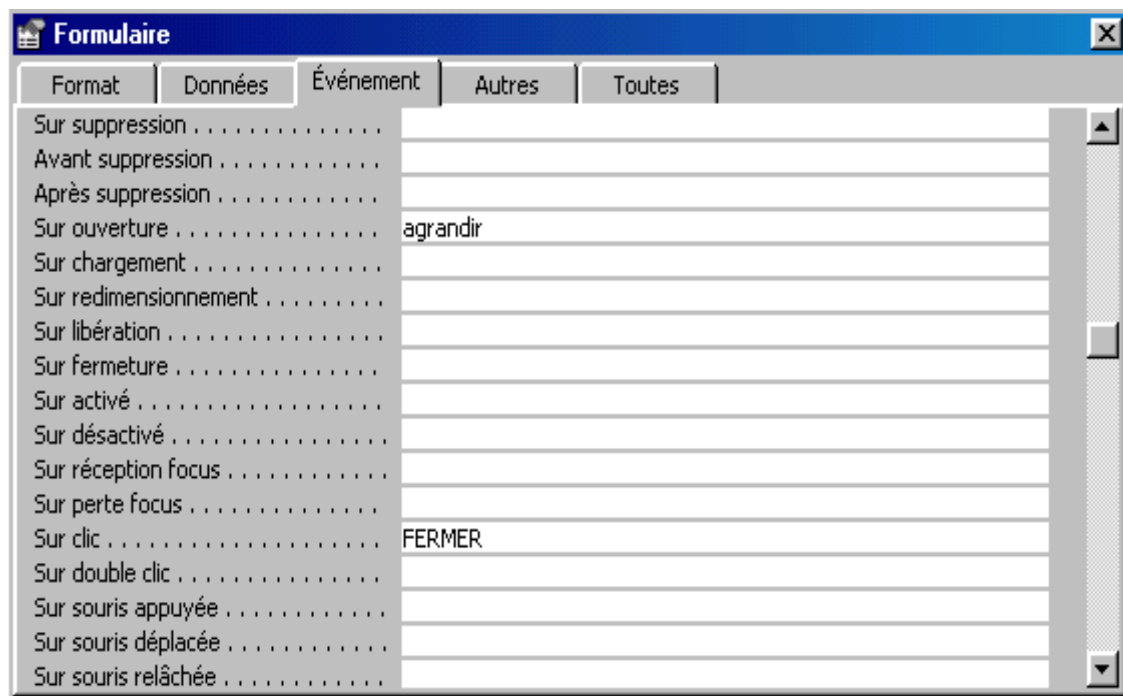 Formulaire
Format Données Événement Autres Toutes
Sur suppression . . . . . . . . . . . . . . .
Avant suppression . . . . . . . . . . . . .
Après suppression . . . . . . . . . . . . .
Sur ouverture . . . . . . . . . . . . . . . . agrandir
Sur chargement . . . . . . . . . . . . . . .
Sur redimensionnement . . . . . . . . .
Sur libération . . . . . . . . . . . . . . . . .
Sur fermeture . . . . . . . . . . . . . . . .
Sur activé . . . . . . . . . . . . . . . . . . .
Sur désactivé . . . . . . . . . . . . . . . . .
Sur réception focus . . . . . . . . . . . .
Sur perte focus . . . . . . . . . . . . . . .
Sur clic . . . . . . . . . . . . . . . . . . . . . FERMER
Sur double clic . . . . . . . . . . . . . . . .
Sur souris appuyée . . . . . . . . . . . .
Sur souris déplacée . . . . . . . . . . . .
Sur souris relâchée . . . . . . . . . . . .